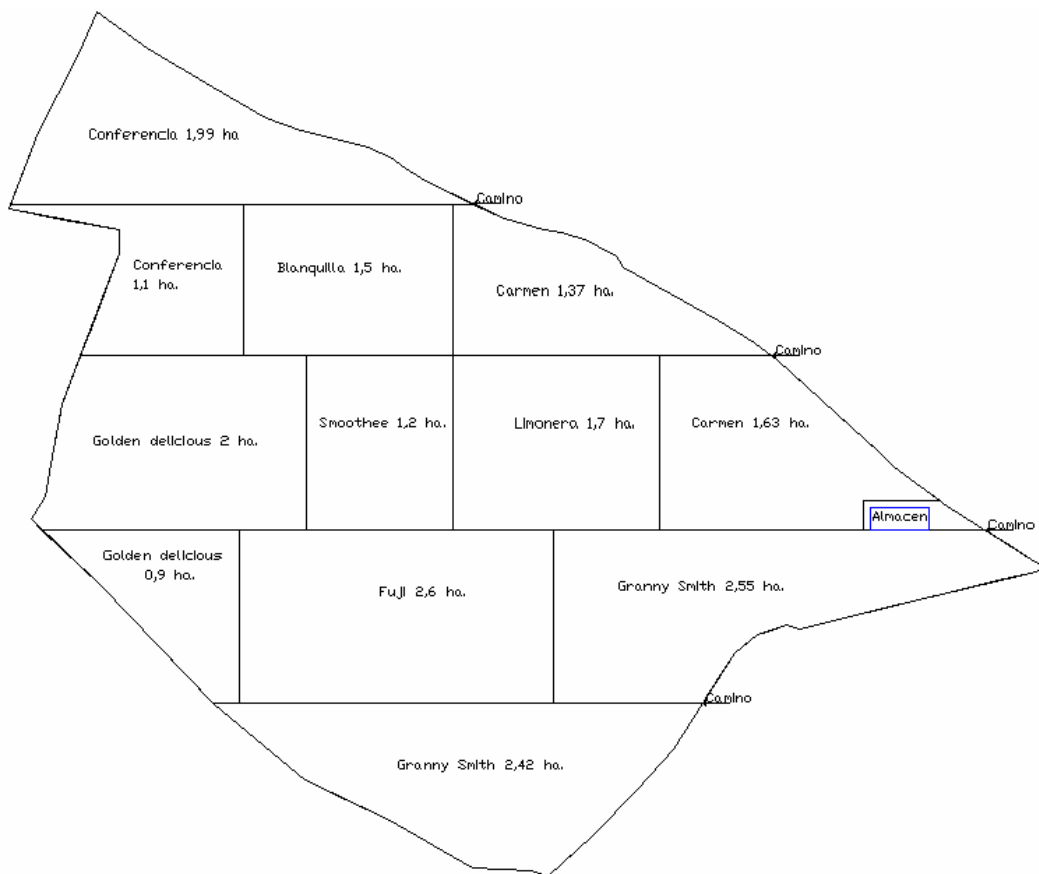 Conferencia 1,99 ha
Camino
Conferencia
1,1 ha.
Blanquilla 1,5 ha.
Carmen 1,37 ha.
Camino
Golden delicious 2 ha.
Smoothee 1,2 ha.
Limonera 1,7 ha.
Carmen 1,63 ha.
Almacen
Camino
Golden delicious
0,9 ha.
Fuji 2,6 ha.
Granny Smith 2,55 ha.
Camino
Granny Smith 2,42 ha.